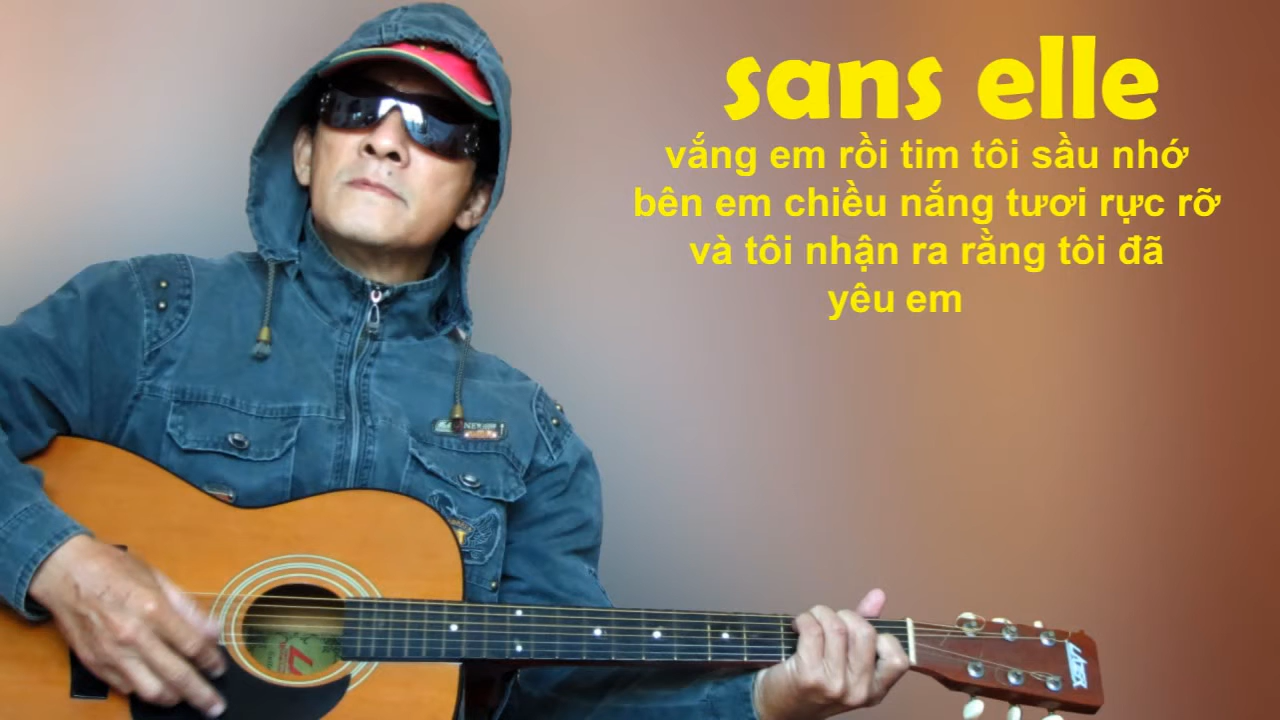 sans elle
vắng em rồi tim tôi sầu nhớ
bên em chiều nắng tươi rực rỡ
và tôi nhận ra rằng tôi đã
yêu em